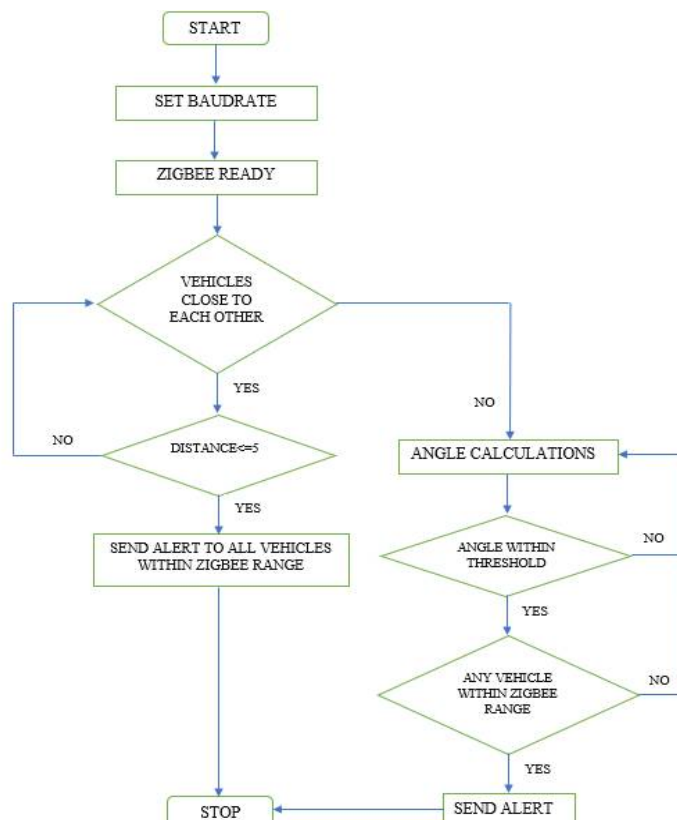 START
SET BAUDRATE
ZIGBEE READY
VEHICLES
CLOSE TO
EACH OTHER
YES
NO
NO
DISTANCE<=5
ANGLE CALCULATIONS
YES
SEND ALERT TO ALL VEHICLES
WITHIN ZIGBEE RANGE
ANGLE WITHIN
THRESHOLD
NO
YES
ANY VEHICLE
WITHIN ZIGBEE
RANGE
NO
YES
STOP
SEND ALERT